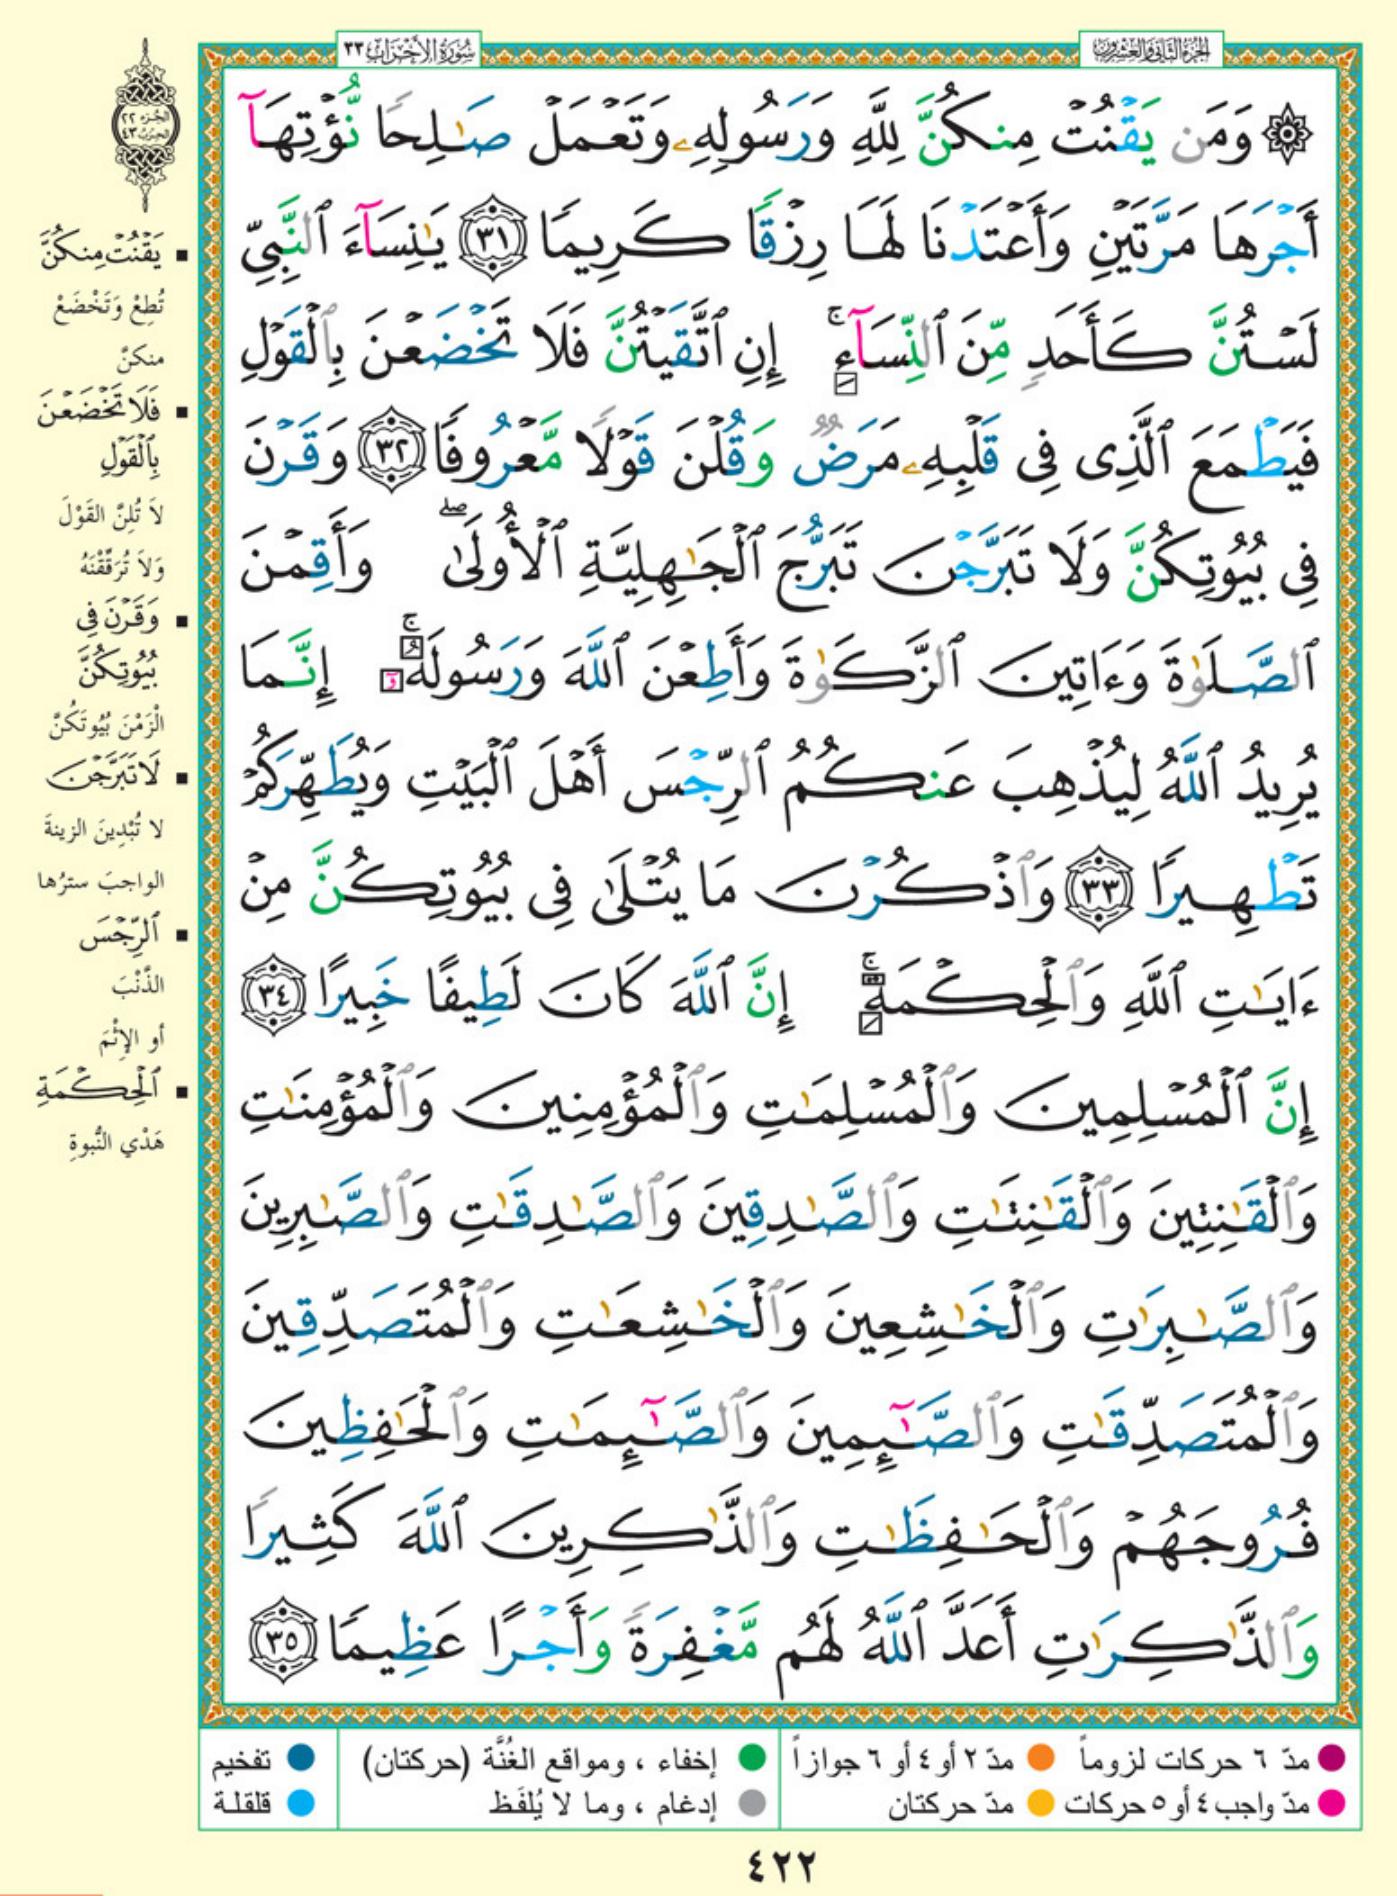 الجزء الثاني والعشرون
سورة الأحزاب ٣٣
الجزء ٢٢
الحزب ٤٣
۞ وَمَن يَقْنُتْ مِنكُنَّ لِلَّهِ وَرَسُولِهِۦ وَتَعْمَلْ صَـٰلِحًا نُّؤْتِهَآ
أَجْرَهَا مَرَّتَيْنِ وَأَعْتَدْنَا لَهَا رِزْقًا كَرِيمًا ٣١ يَـٰنِسَآءَ ٱلنَّبِىِّ
لَسْتُنَّ كَأَحَدٍ مِّنَ ٱلنِّسَآءِ ۚ إِنِ ٱتَّقَيْتُنَّ فَلَا تَخْضَعْنَ بِٱلْقَوْلِ
فَيَطْمَعَ ٱلَّذِى فِى قَلْبِهِۦ مَرَضٌ وَقُلْنَ قَوْلًا مَّعْرُوفًا ٣٢ وَقَرْنَ
فِى بُيُوتِكُنَّ وَلَا تَبَرَّجْنَ تَبَرُّجَ ٱلْجَـٰهِلِيَّةِ ٱلْأُولَىٰ ۖ وَأَقِمْنَ
ٱلصَّلَوٰةَ وَءَاتِينَ ٱلزَّكَوٰةَ وَأَطِعْنَ ٱللَّهَ وَرَسُولَهُۥٓ ۚ إِنَّمَا
يُرِيدُ ٱللَّهُ لِيُذْهِبَ عَنكُمُ ٱلرِّجْسَ أَهْلَ ٱلْبَيْتِ وَيُطَهِّرَكُمْ
تَطْهِيرًا ٣٣ وَٱذْكُرْنَ مَا يُتْلَىٰ فِى بُيُوتِكُنَّ مِنْ
ءَايَـٰتِ ٱللَّهِ وَٱلْحِكْمَةِ ۚ إِنَّ ٱللَّهَ كَانَ لَطِيفًا خَبِيرًا ٣٤
إِنَّ ٱلْمُسْلِمِينَ وَٱلْمُسْلِمَـٰتِ وَٱلْمُؤْمِنِينَ وَٱلْمُؤْمِنَـٰتِ
وَٱلْقَـٰنِتِينَ وَٱلْقَـٰنِتَـٰتِ وَٱلصَّـٰدِقِينَ وَٱلصَّـٰدِقَـٰتِ وَٱلصَّـٰبِرِينَ
وَٱلصَّـٰبِرَٰتِ وَٱلْخَـٰشِعِينَ وَٱلْخَـٰشِعَـٰتِ وَٱلْمُتَصَدِّقِينَ
وَٱلْمُتَصَدِّقَـٰتِ وَٱلصَّـٰٓئِمِينَ وَٱلصَّـٰٓئِمَـٰتِ وَٱلْحَـٰفِظِينَ
فُرُوجَهُمْ وَٱلْحَـٰفِظَـٰتِ وَٱلذَّٰكِرِينَ ٱللَّهَ كَثِيرًا
وَٱلذَّٰكِرَٰتِ أَعَدَّ ٱللَّهُ لَهُم مَّغْفِرَةً وَأَجْرًا عَظِيمًا ٣٥
▪ يَقْنُتْ مِنكُنَّ
تُطِعْ وَتَخْضَعْ
منكنَّ
▪ فَلَا تَخْضَعْنَ
بِٱلْقَوْلِ
لَا تُلِنَّ القَوْلَ
وَلَا تُرَقِّقْنَهُ
▪ وَقَرْنَ فِى
بُيُوتِكُنَّ
الْزَمْنَ بُيُوتَكُنَّ
▪ لَا تَبَرَّجْنَ
لا تُبْدِينَ الزينةَ
الواجبَ سترُها
▪ ٱلرِّجْسَ
الذَّنْبَ
أو الإِثْمَ
▪ ٱلْحِكْمَةِ
هَدْيِ النُّبوةِ
مدّ ٦ حركات لزوماً
مدّ ٢ أو ٤ أو ٦ جوازاً
إخفاء ، ومواقع الغُنَّة (حركتان)
تفخيم
مدّ واجب ٤ أو ٥ حركات
مدّ حركتان
إدغام ، وما لا يُلفَظ
قلقلة
٤٢٢